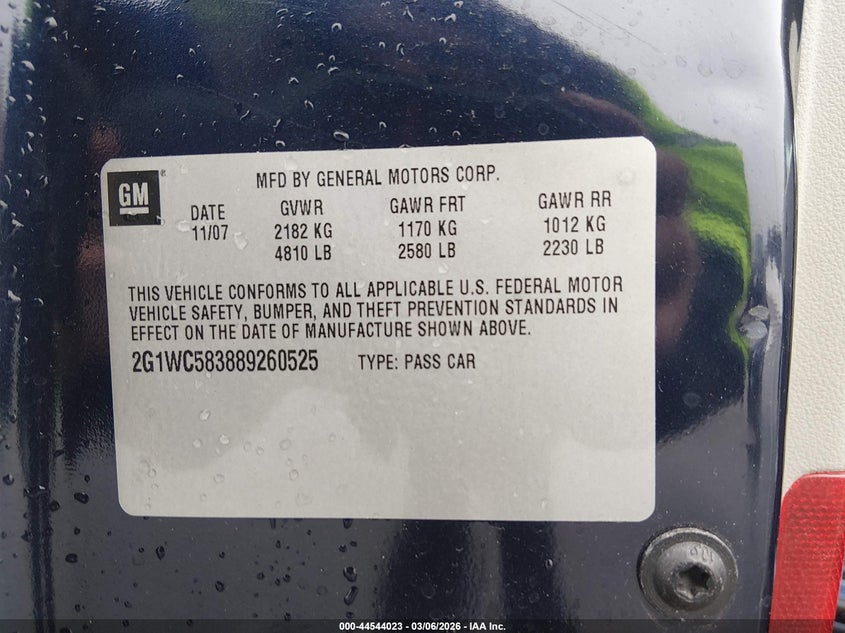 GM
MFD BY GENERAL MOTORS CORP.
DATE GVWR GAWR FRT GAWR RR
11/07 2182 KG 1170 KG 1012 KG
4810 LB 2580 LB 2230 LB
THIS VEHICLE CONFORMS TO ALL APPLICABLE U.S. FEDERAL MOTOR
VEHICLE SAFETY, BUMPER, AND THEFT PREVENTION STANDARDS IN
EFFECT ON THE DATE OF MANUFACTURE SHOWN ABOVE.
2G1WC583889260525 TYPE: PASS CAR
000-44544023 — 03/06/2026 — IAA Inc.